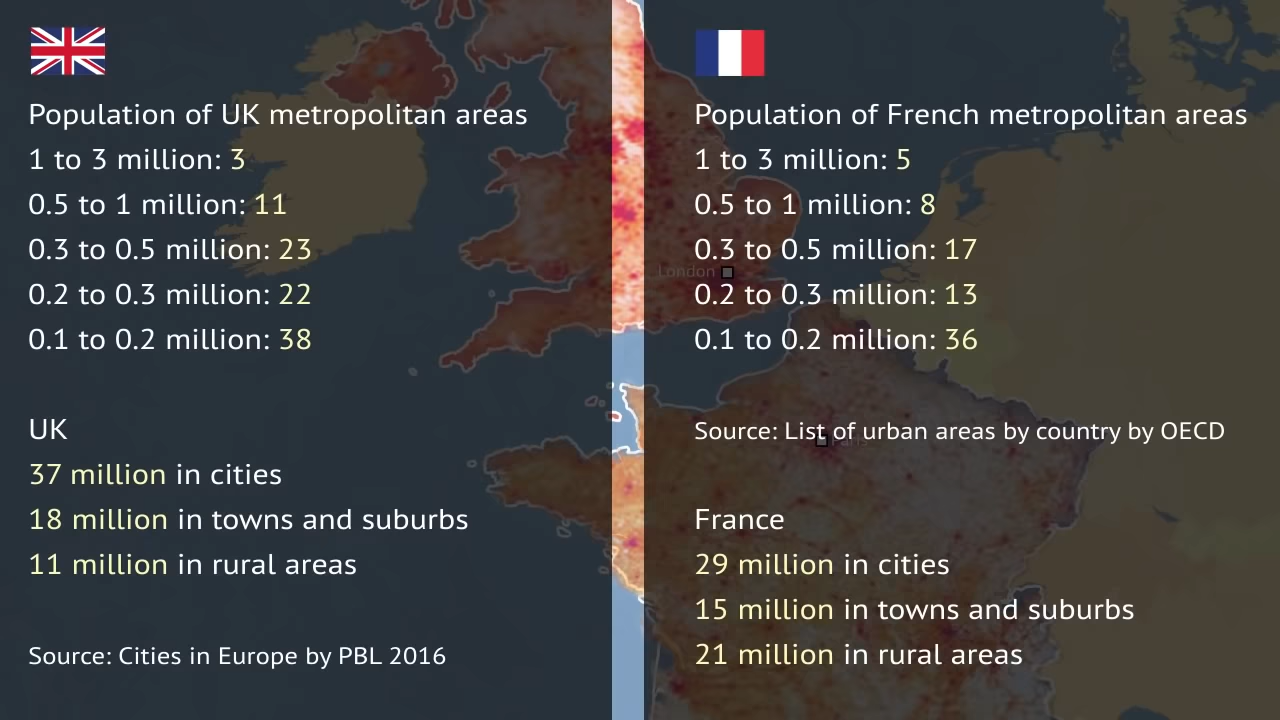 Population of UK metropolitan areas
1 to 3 million: 3
0.5 to 1 million: 11
0.3 to 0.5 million: 23
0.2 to 0.3 million: 22
0.1 to 0.2 million: 38
UK
37 million in cities
18 million in towns and suburbs
11 million in rural areas
Source: Cities in Europe by PBL 2016
Population of French metropolitan areas
1 to 3 million: 5
0.5 to 1 million: 8
0.3 to 0.5 million: 17
London
0.2 to 0.3 million: 13
0.1 to 0.2 million: 36
Source: List of urban areas by country by OECD
France
29 million in cities
15 million in towns and suburbs
21 million in rural areas